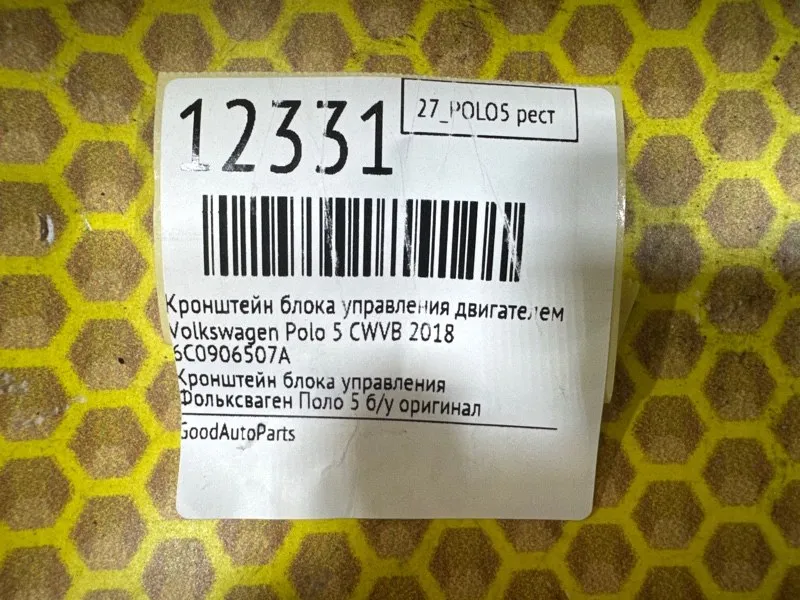 12331
27_POLO5 рест
Кронштейн блока управления двигателем
Volkswagen Polo 5 CWVB 2018
6C0906507A
Кронштейн блока управления
Фольксваген Поло 5 б/у оригинал
GoodAutoParts